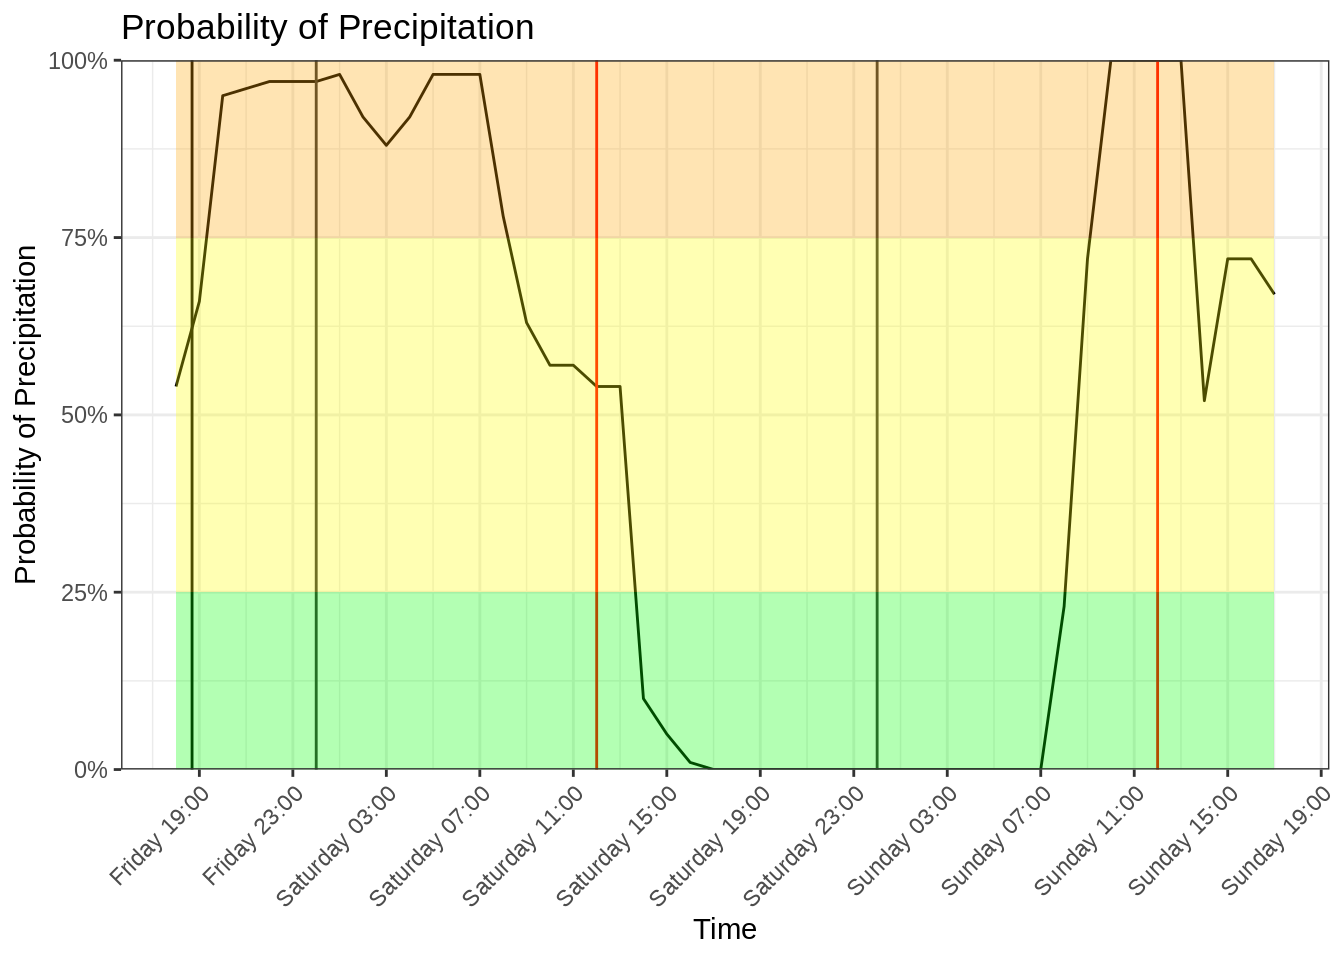 Probability of Precipitation
Probability of Precipitation
100%
75%
50%
25%
0%
Friday 19:00
Friday 23:00
Saturday 03:00
Saturday 07:00
Saturday 11:00
Saturday 15:00
Saturday 19:00
Saturday 23:00
Sunday 03:00
Sunday 07:00
Sunday 11:00
Sunday 15:00
Sunday 19:00
Time